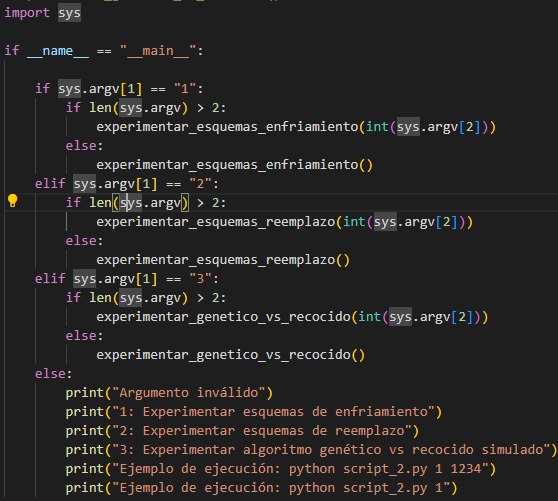 import sys
if __name__ == "__main__":
if sys.argv[1] == "1":
if len(sys.argv) > 2:
experimentar_esquemas_enfriamiento(int(sys.argv[2]))
else:
experimentar_esquemas_enfriamiento()
elif sys.argv[1] == "2":
if len(sys.argv) > 2:
experimentar_esquemas_reemplazo(int(sys.argv[2]))
else:
experimentar_esquemas_reemplazo()
elif sys.argv[1] == "3":
if len(sys.argv) > 2:
experimentar_genetico_vs_recocido(int(sys.argv[2]))
else:
experimentar_genetico_vs_recocido()
else:
print("Argumento inválido")
print("1: Experimentar esquemas de enfriamiento")
print("2: Experimentar esquemas de reemplazo")
print("3: Experimentar algoritmo genético vs recocido simulado")
print("Ejemplo de ejecución: python script_2.py 1 1234")
print("Ejemplo de ejecución: python script_2.py 1")